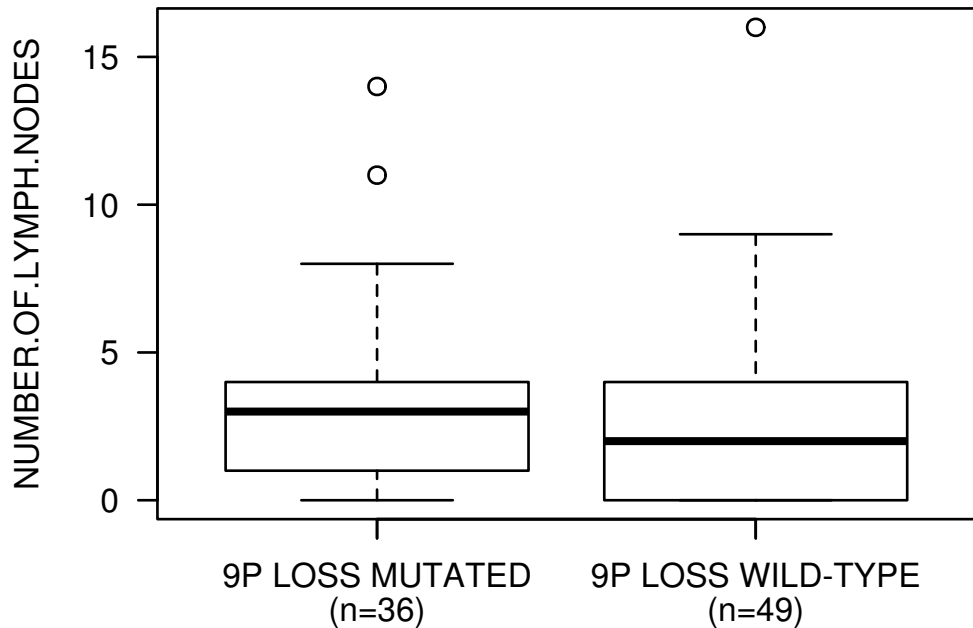 NUMBER.OF.LYMPH.NODES
15
10
5
0
9P LOSS MUTATED
(n=36)
9P LOSS WILD-TYPE
(n=49)